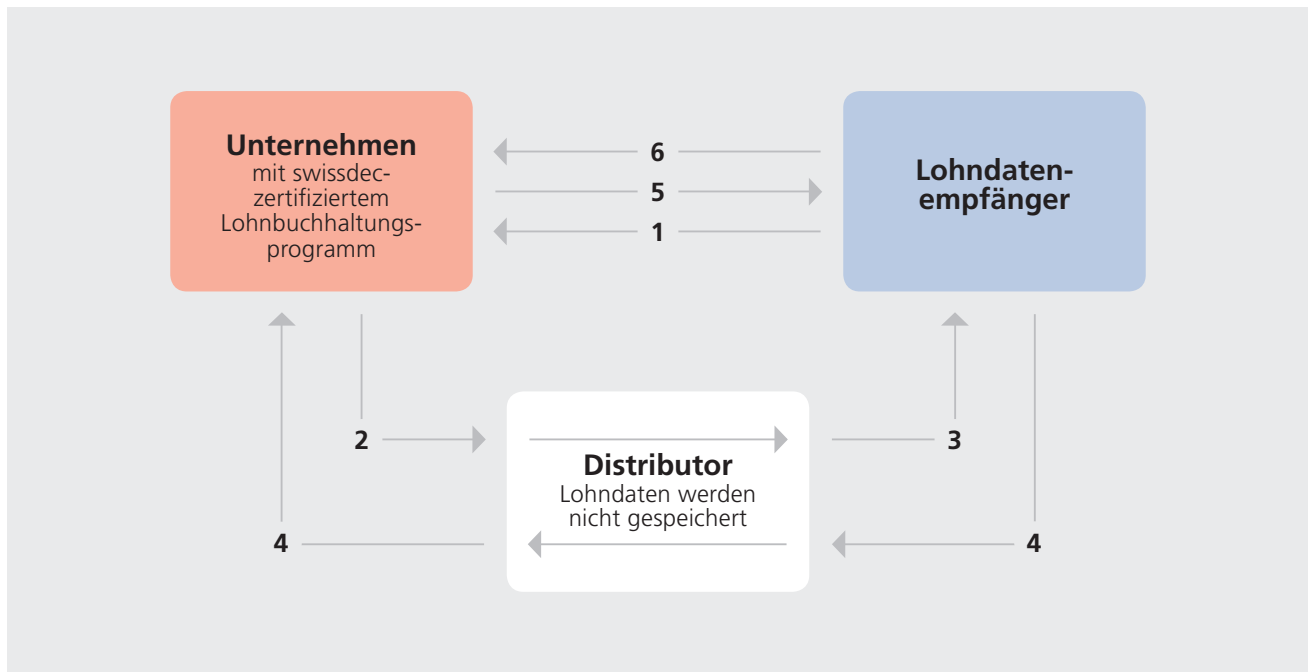 Unternehmen
mit swissdec-
zertifiziertem
Lohnbuchhaltungs-
programm
6
5
1
Lohndaten-
empfänger
2
3
Distributor
Lohndaten werden
nicht gespeichert
4
4